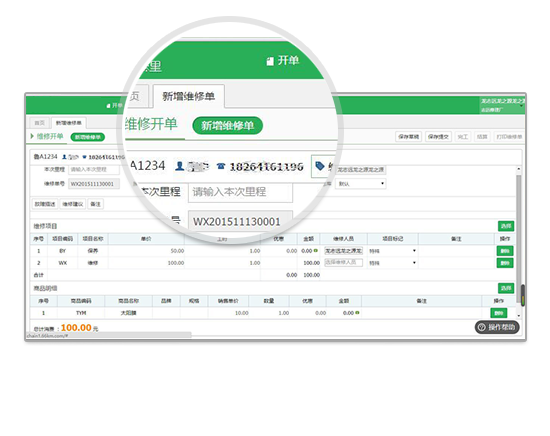 里
开单
开单
页
新增维修单
首页
新增维修单
维修开单
新增维修单
维修开单
新增维修单
保存草稿
保存提交
完工
结算
打印维修单
A1234
18264161196
鲁A1234
18264161196
本次里程
请输入本次里程
本次里程
请输入本次里程
默认
维修单号
WX201511130001
号
WX201511130001
故障描述
维修建议
备注
维修项目
选择
序号 项目编码 项目名称 单价 工时 优惠 金额 维修人员 项目标记 备注 操作
1 BY 保养 50.00 1.00 0.00 0.00 删除
2 WX 维修 100.00 1.00 100.00 选择维修人员 删除
合计 0.00 100.00
商品明细
选择
序号 商品编码 商品名称 品牌 规格 销售单价 数量 优惠 金额 备注 操作
1 TYM 太阳膜 10.00 1.00 0.00 0.00 删除
总计消费：100.00 元
操作帮助